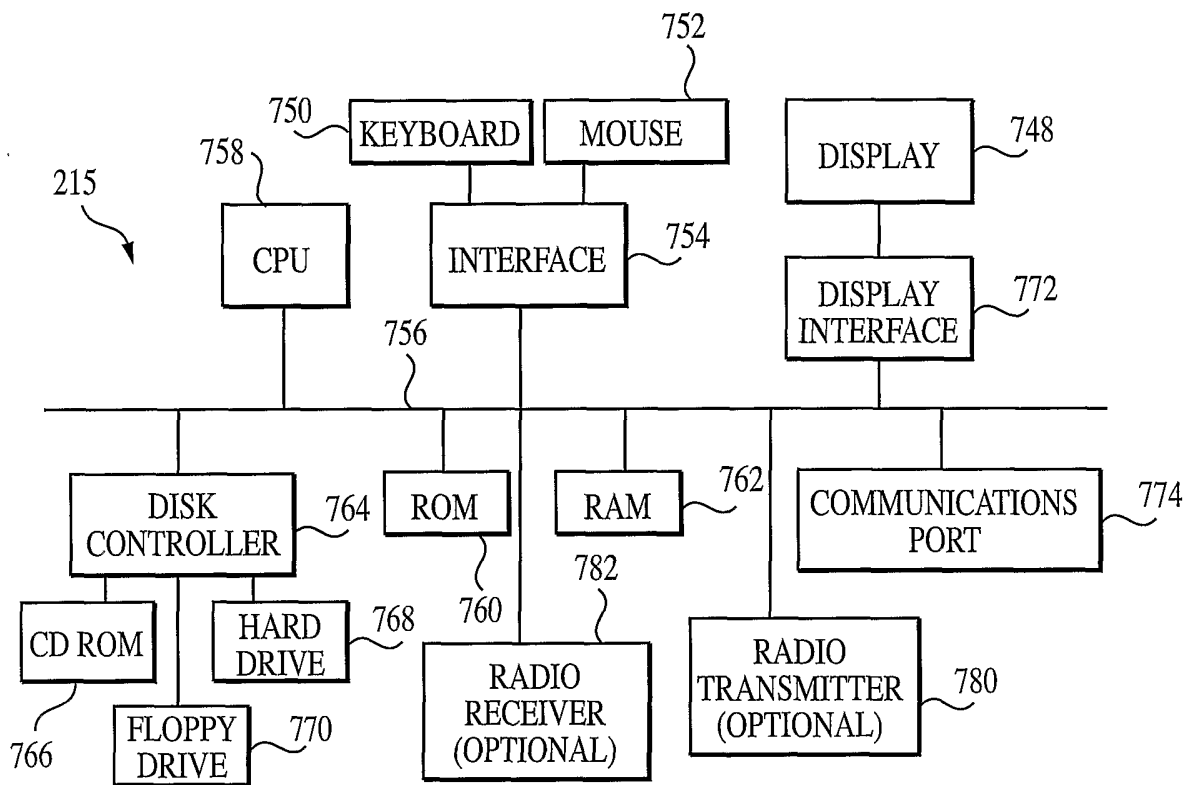 752
750
KEYBOARD
MOUSE
748
DISPLAY
758
215
CPU
INTERFACE
754
DISPLAY
INTERFACE
772
756
DISK
CONTROLLER
764
ROM
RAM
762
COMMUNICATIONS
PORT
774
CD ROM
HARD
DRIVE
768
760
782
RADIO
RECEIVER
(OPTIONAL)
RADIO
TRANSMITTER
(OPTIONAL)
780
766
FLOPPY
DRIVE
770